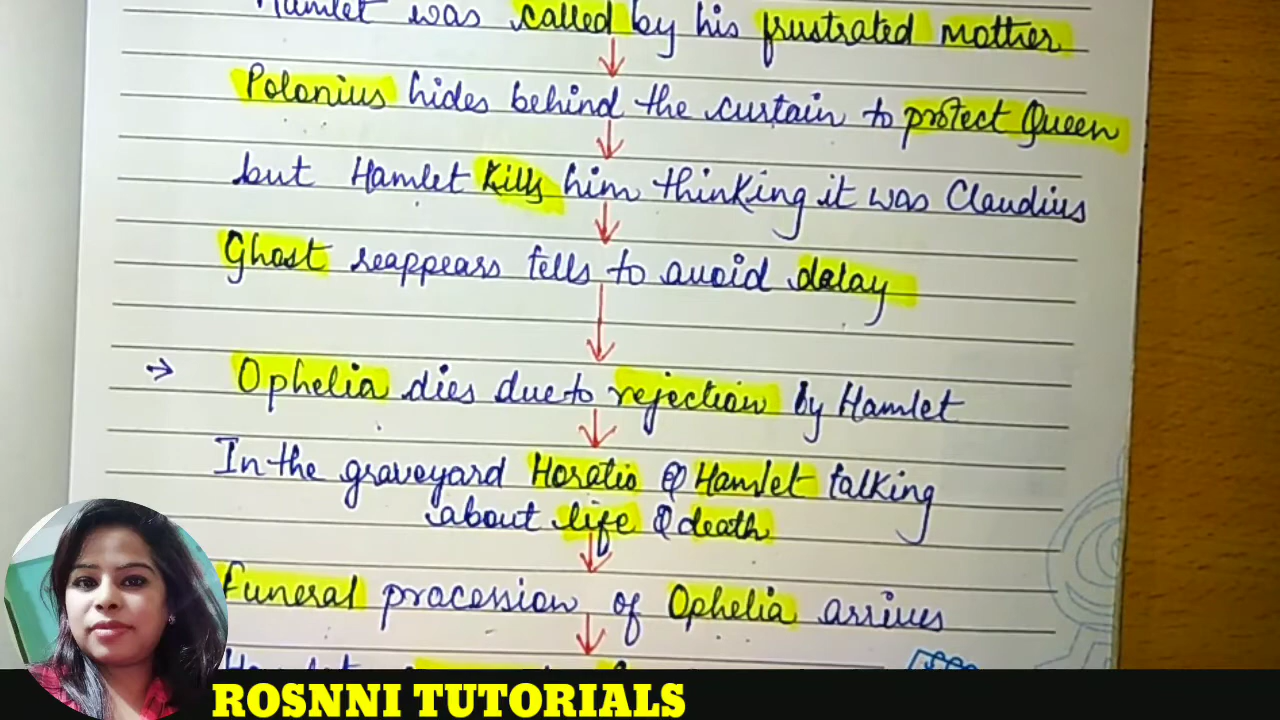 Hamlet was called by his frustrated mother
Polonius hides behind the curtain to protect Queen
but Hamlet Kills him thinking it was Claudius
Ghost reappears tells to avoid delay
→ Ophelia dies due to rejection by Hamlet
In the graveyard Horatio & Hamlet talking
about life & death
Funeral procession of Ophelia arrives
Hamlet
ROSNNI TUTORIALS